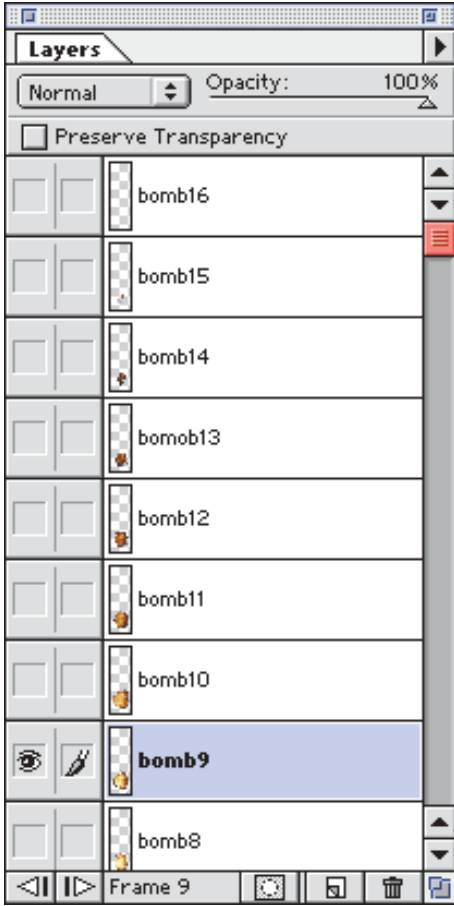 Layers
Normal Opacity: 100%
Preserve Transparency
bomb16
bomb15
bomb14
bomob13
bomb12
bomb11
bomb10
bomb9
bomb8
Frame 9